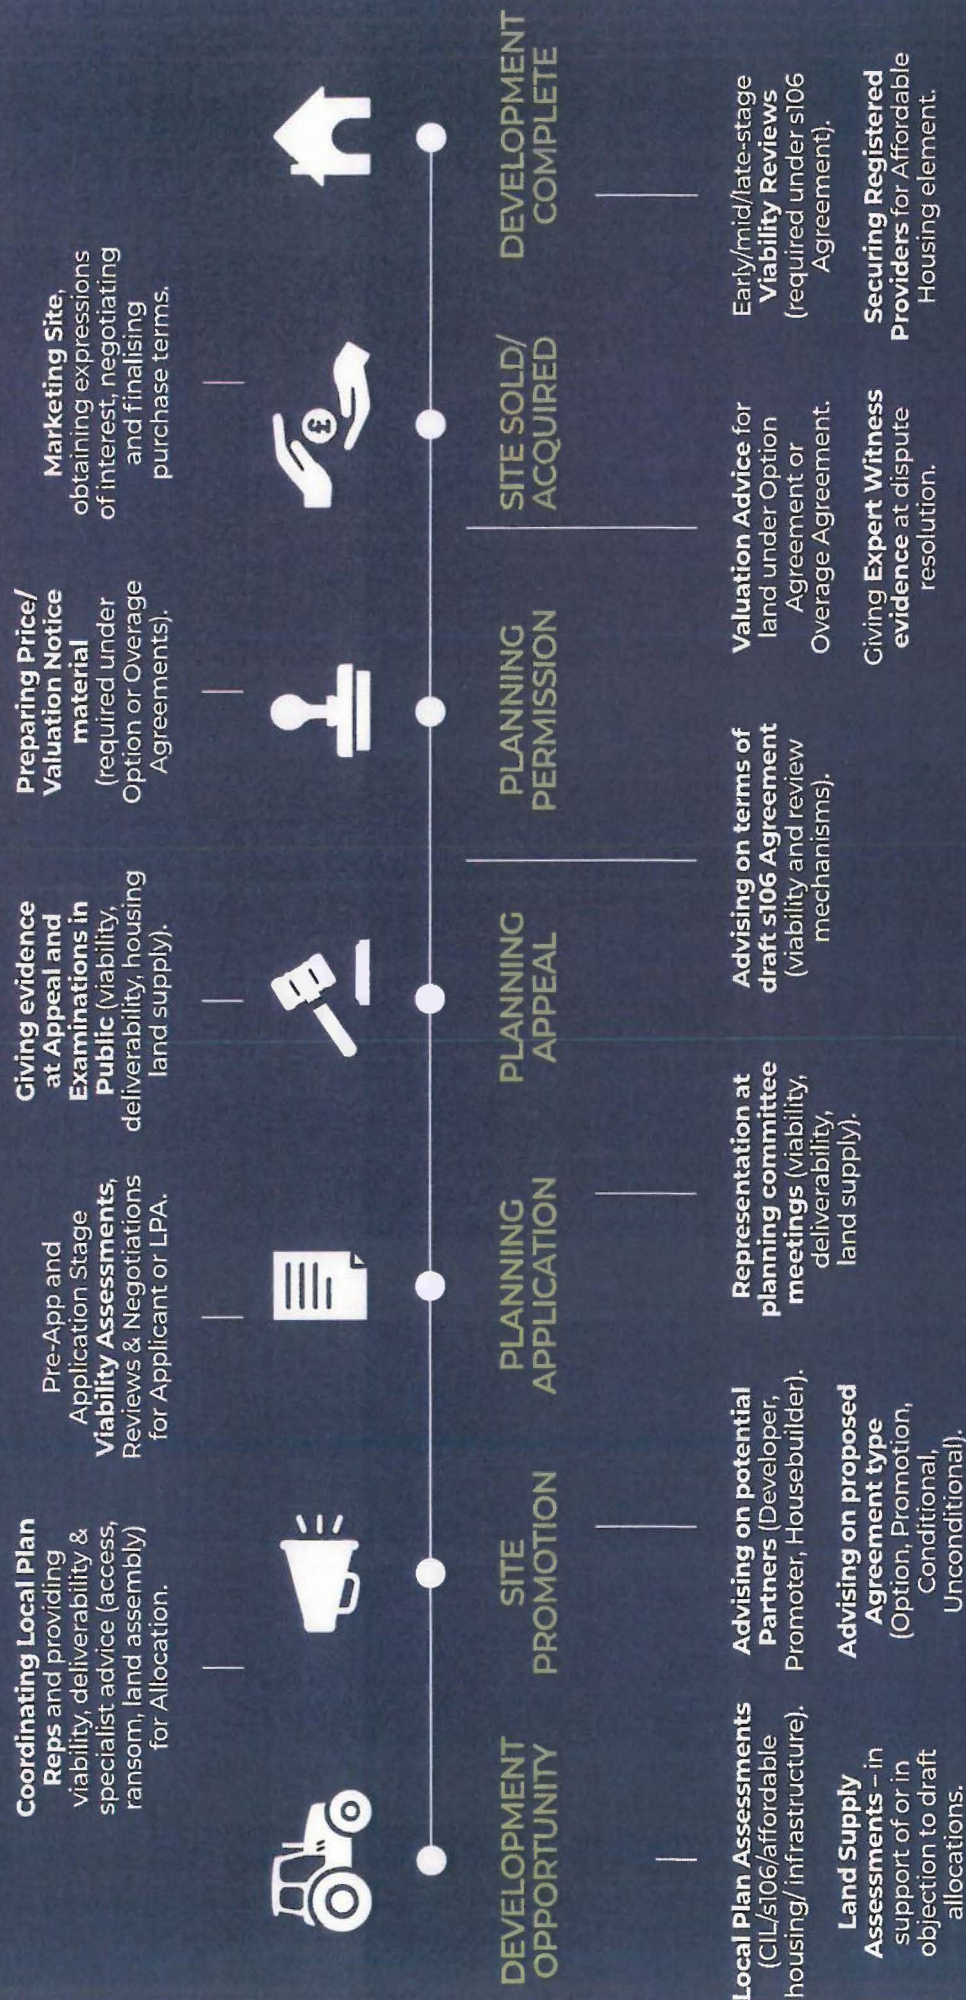 Coordinating Local Plan
Reps and providing
viability, deliverability &
specialist advice (access,
ransom, land assembly)
for Allocation.
Pre-App and
Application Stage
Viability Assessments,
Reviews & Negotiations
for Applicant or LPA.
Giving evidence
at Appeal and
Examinations in
Public (viability,
deliverability, housing
land supply).
Preparing Price/
Valuation Notice
material
(required under
Option or Overage
Agreements).
Marketing Site,
obtaining expressions
of interest, negotiating
and finalising
purchase terms.
£
DEVELOPMENT
OPPORTUNITY
SITE
PROMOTION
PLANNING
APPLICATION
PLANNING
APPEAL
PLANNING
PERMISSION
SITE SOLD/
ACQUIRED
DEVELOPMENT
COMPLETE
Local Plan Assessments
(CIL/s106/affordable
housing/ infrastructure).
Land Supply
Assessments – in
support of or in
objection to draft
allocations.
Advising on potential
Partners (Developer,
Promoter, Housebuilder).
Advising on proposed
Agreement type
(Option, Promotion,
Conditional,
Unconditional).
Representation at
planning committee
meetings (viability,
deliverability,
land supply).
Advising on terms of
draft s106 Agreement
(viability and review
mechanisms).
Valuation Advice for
land under Option
Agreement or
Overage Agreement.
Giving Expert Witness
evidence at dispute
resolution.
Early/mid/late-stage
Viability Reviews
(required under s106
Agreement).
Securing Registered
Providers for Affordable
Housing element.